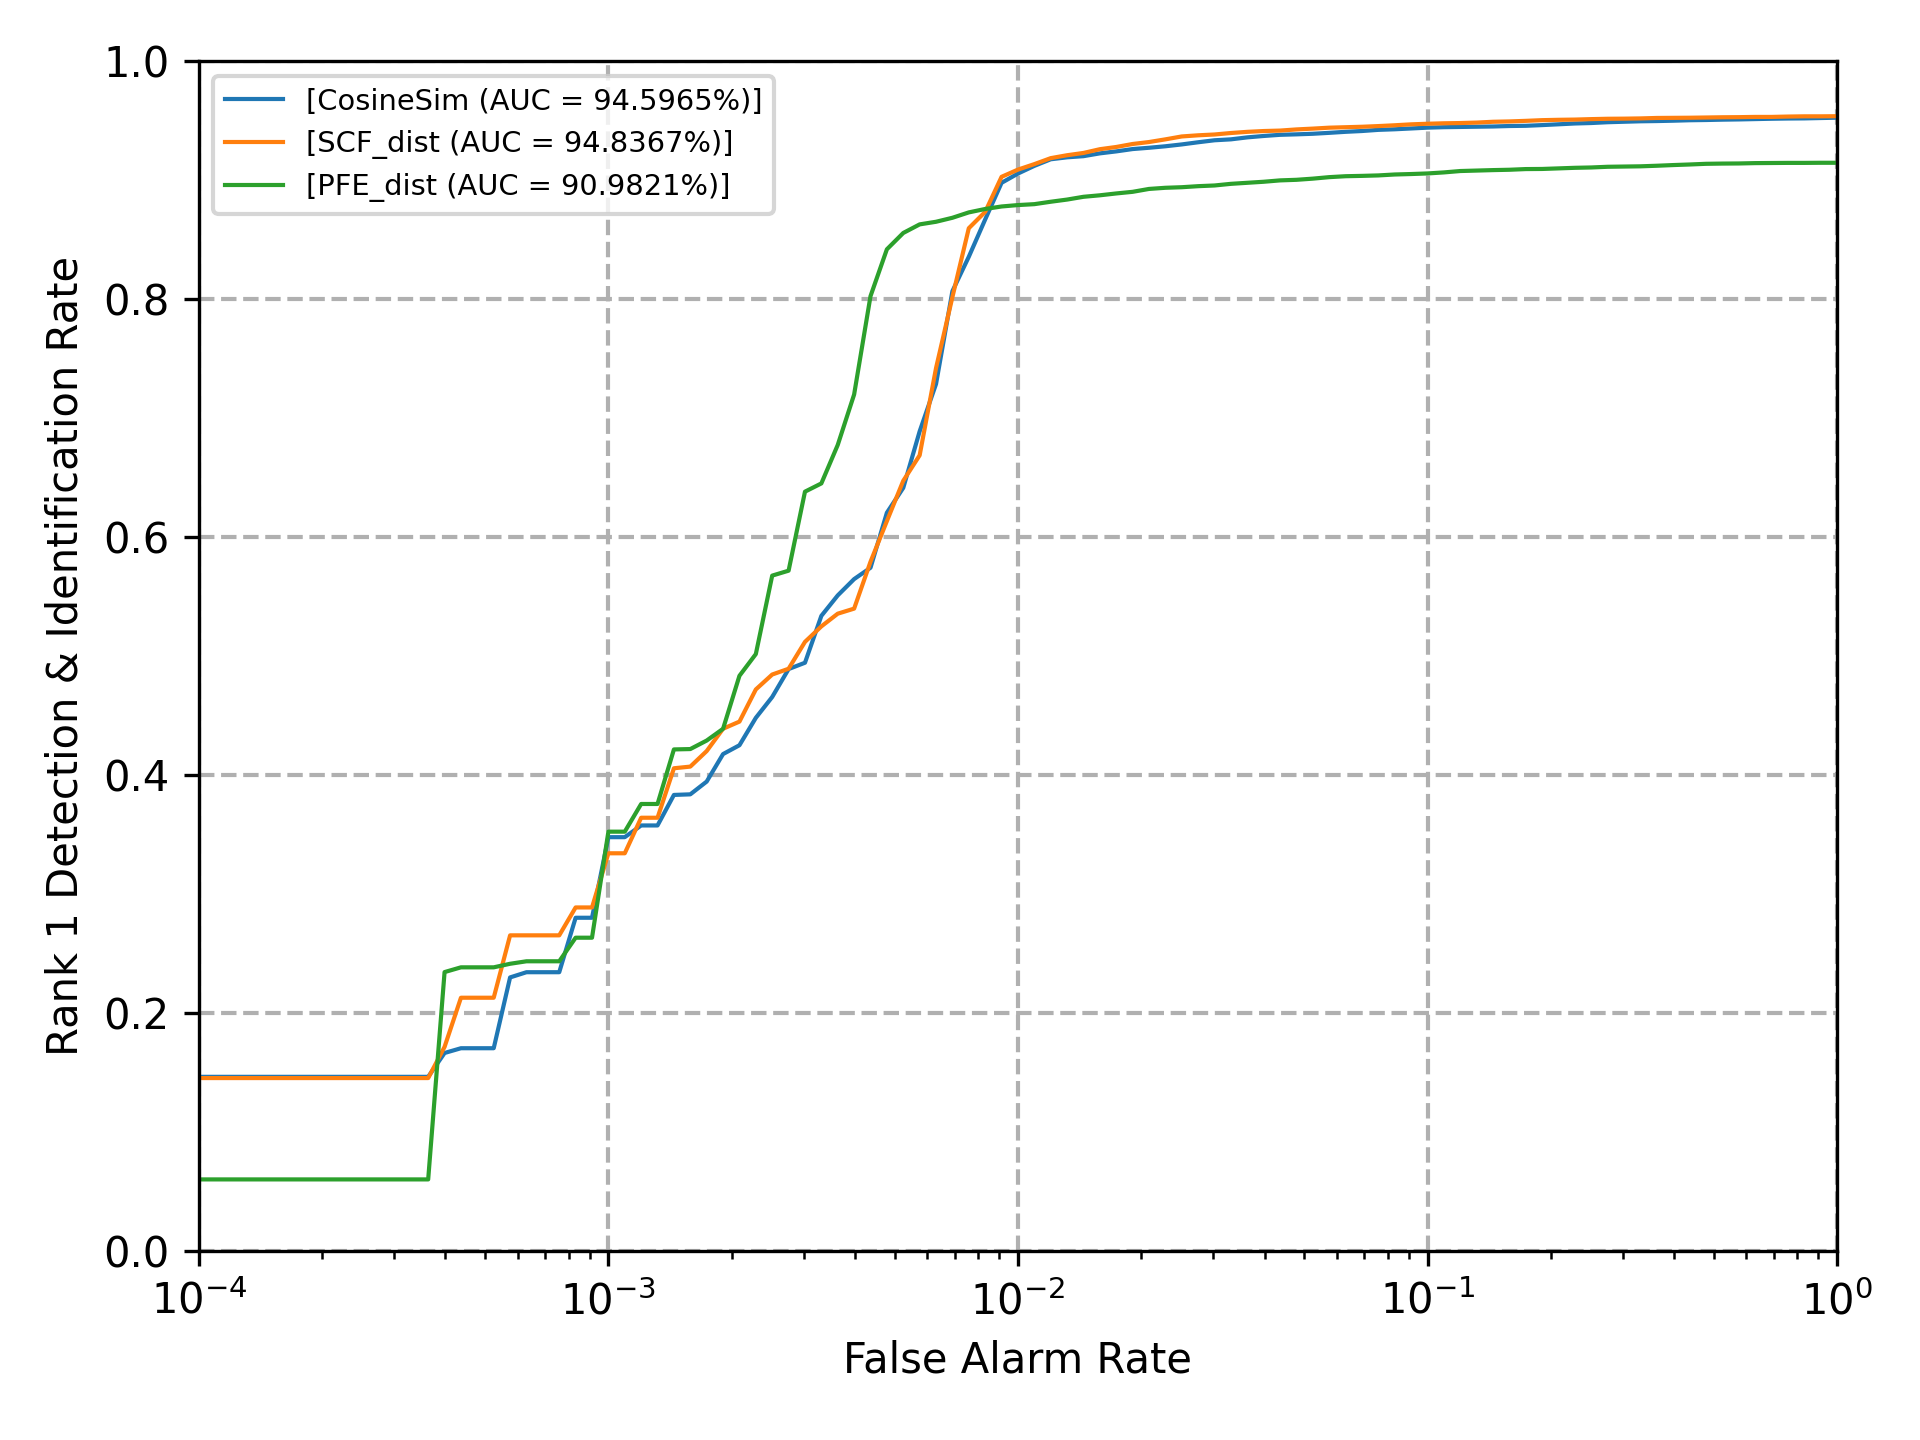 1.0
[CosineSim (AUC = 94.5965%)]
[SCF_dist (AUC = 94.8367%)]
[PFE_dist (AUC = 90.9821%)]
0.8
0.6
0.4
0.2
0.0
Rank 1 Detection & Identification Rate
10⁻⁴ 10⁻³ 10⁻² 10⁻¹ 10⁰
False Alarm Rate